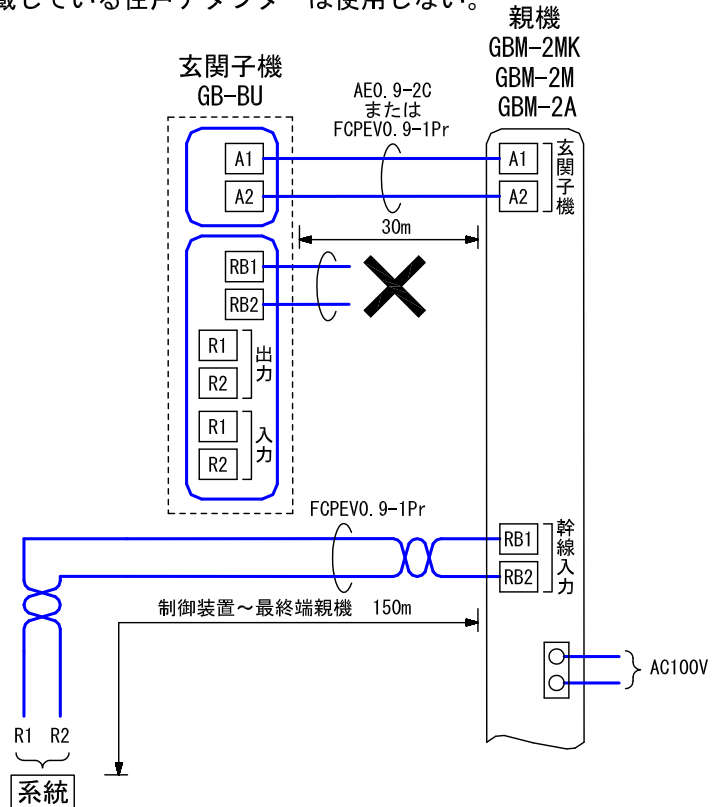 載している住戸アダプターは使用しない。
親機
GBM-2MK
GBM-2M
GBM-2A
玄関子機
GB-BU
AE0.9-2C
または
FCPEV0.9-1Pr
A1
A2
A1
A2
玄関子機
30m
RB1
RB2
R1
R2
出力
R1
R2
入力
FCPEV0.9-1Pr
RB1
RB2
幹線入力
制御装置~最終端親機 150m
AC100V
R1 R2
系統